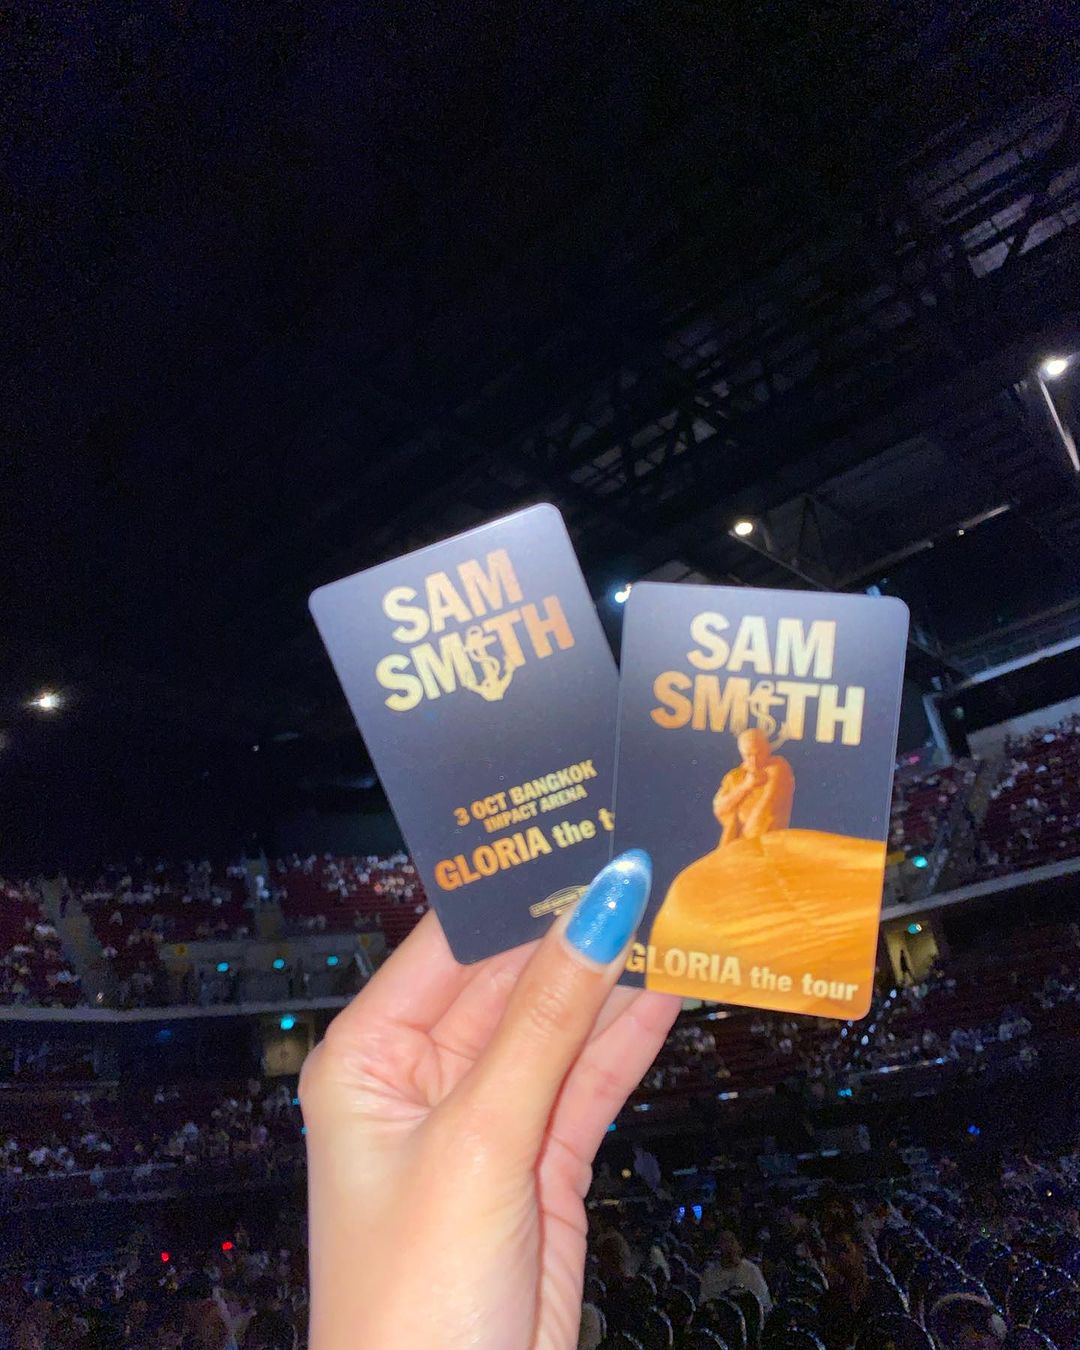 SAM
SMITH
3 OCT BANGKOK
IMPACT ARENA
GLORIA the t
SAM
SMITH
GLORIA the tour